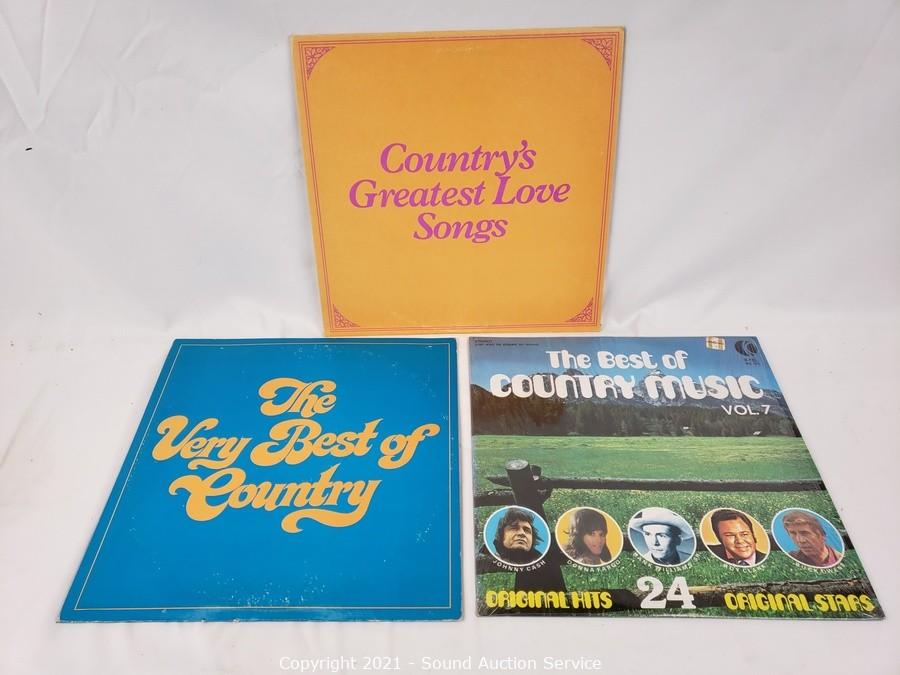 Country's
Greatest Love
Songs
The
Very Best of
Country
STEREO
The Best of
COUNTRY MUSIC
VOL. 7
JOHNNY CASH
DONNA FARGO
HANK WILLIAMS
ROY CLARK
BUCK OWENS
ORIGINAL HITS 24 ORIGINAL STARS
Copyright 2021 - Sound Auction Service